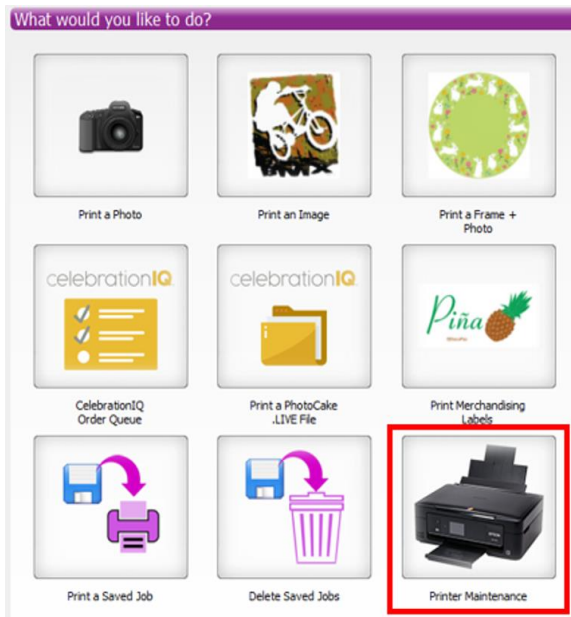 What would you like to do?
Print a Photo
Print an Image
Print a Frame +
Photo
celebrationIQ
celebrationIQ
Piña
CelebrationIQ
Order Queue
Print a PhotoCake
.LIVE File
Print Merchandising
Labels
Print a Saved Job
Delete Saved Jobs
EPSON
Printer Maintenance